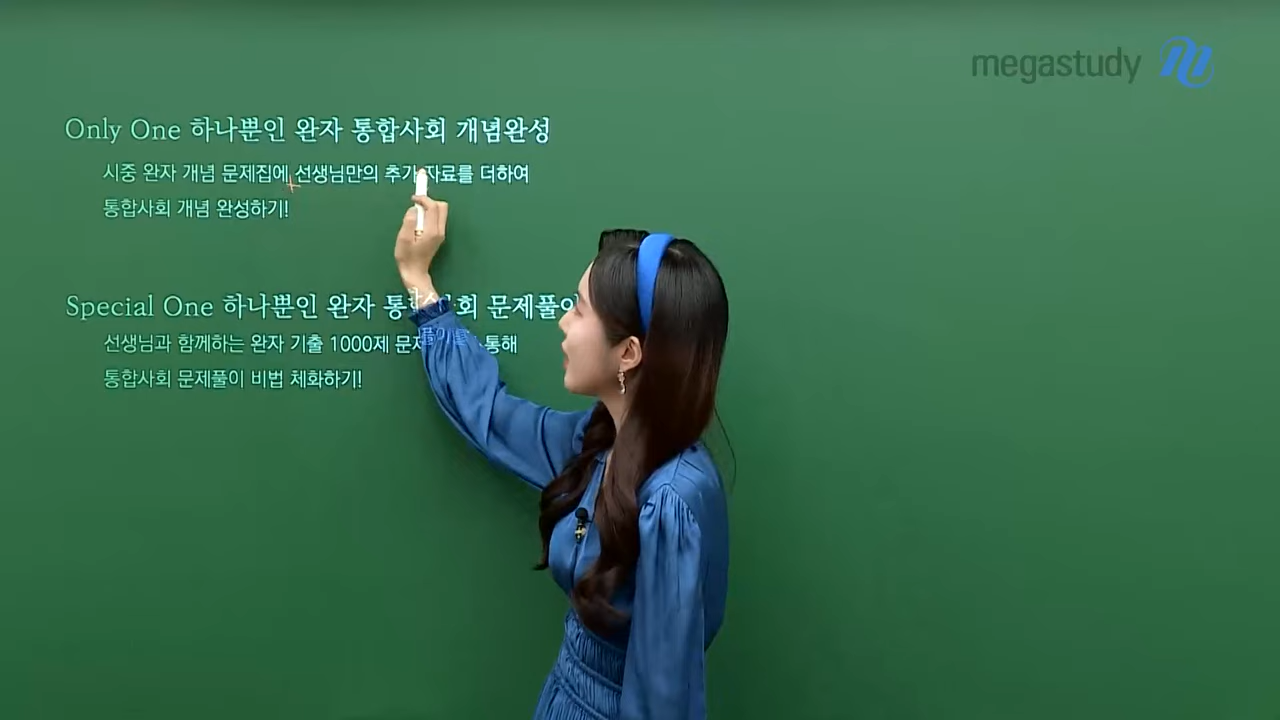 megastudy
Only One 하나뿐인 완자 통합사회 개념완성
시중 완자 개념 문제집에 선생님만의 추가 자료를 더하여
통합사회 개념 완성하기!
Special One 하나뿐인 완자 문제풀이
선생님과 함께하는 완자 기출 1000제 통해
통합사회 문제풀이 비법 체화하기!